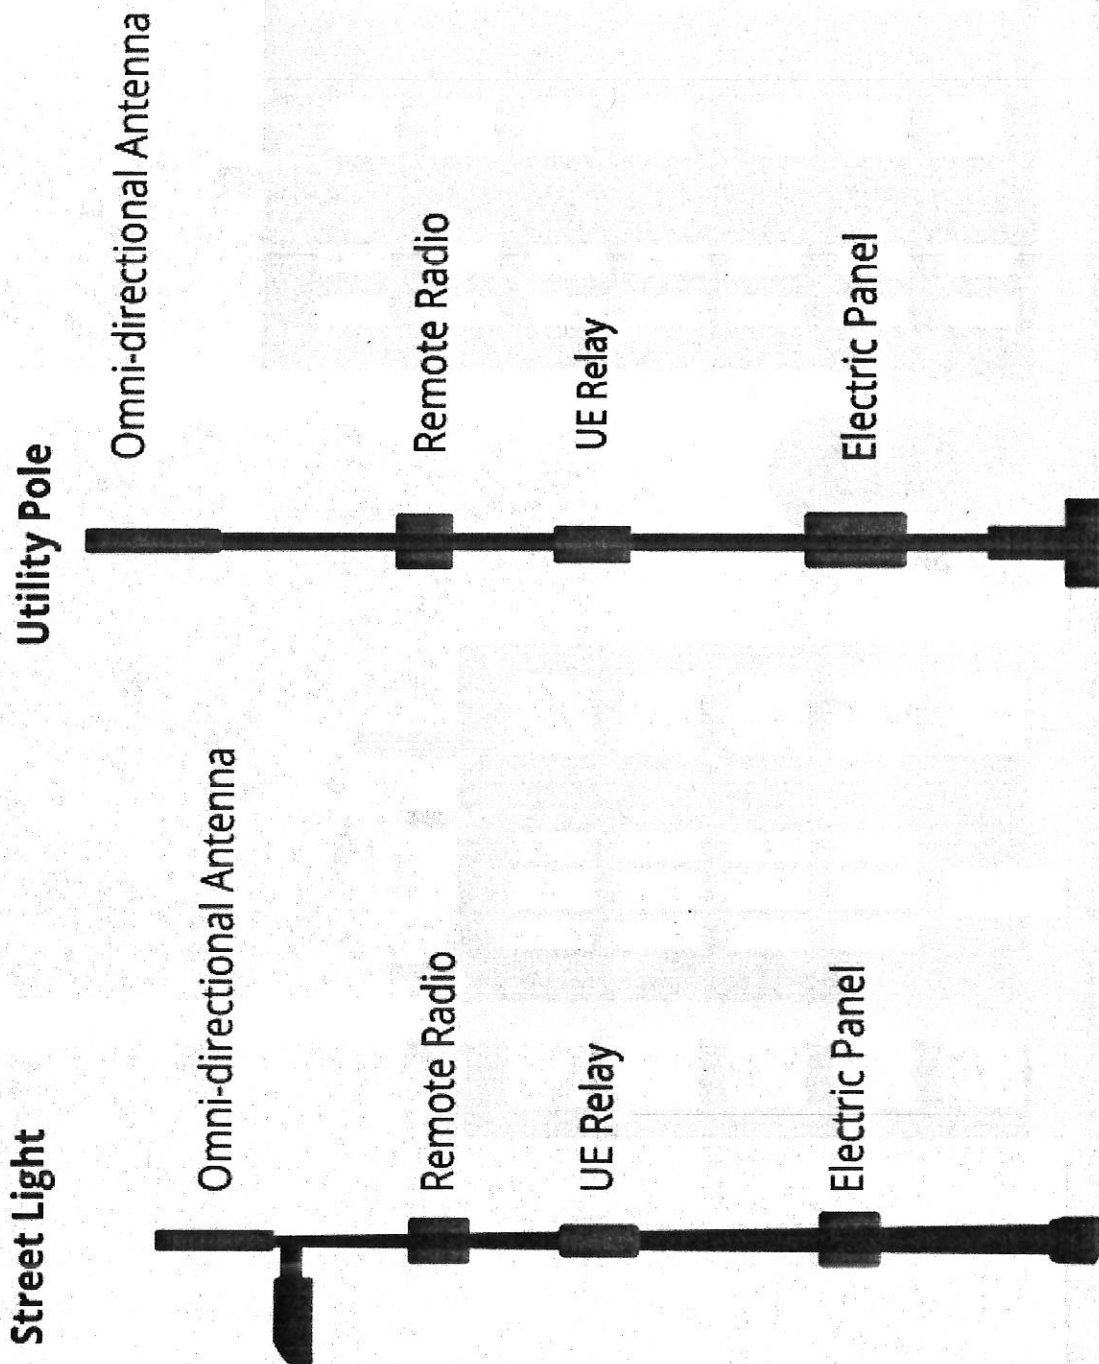 Street Light
Omni-directional Antenna
Remote Radio
UE Relay
Electric Panel
Utility Pole
Omni-directional Antenna
Remote Radio
UE Relay
Electric Panel